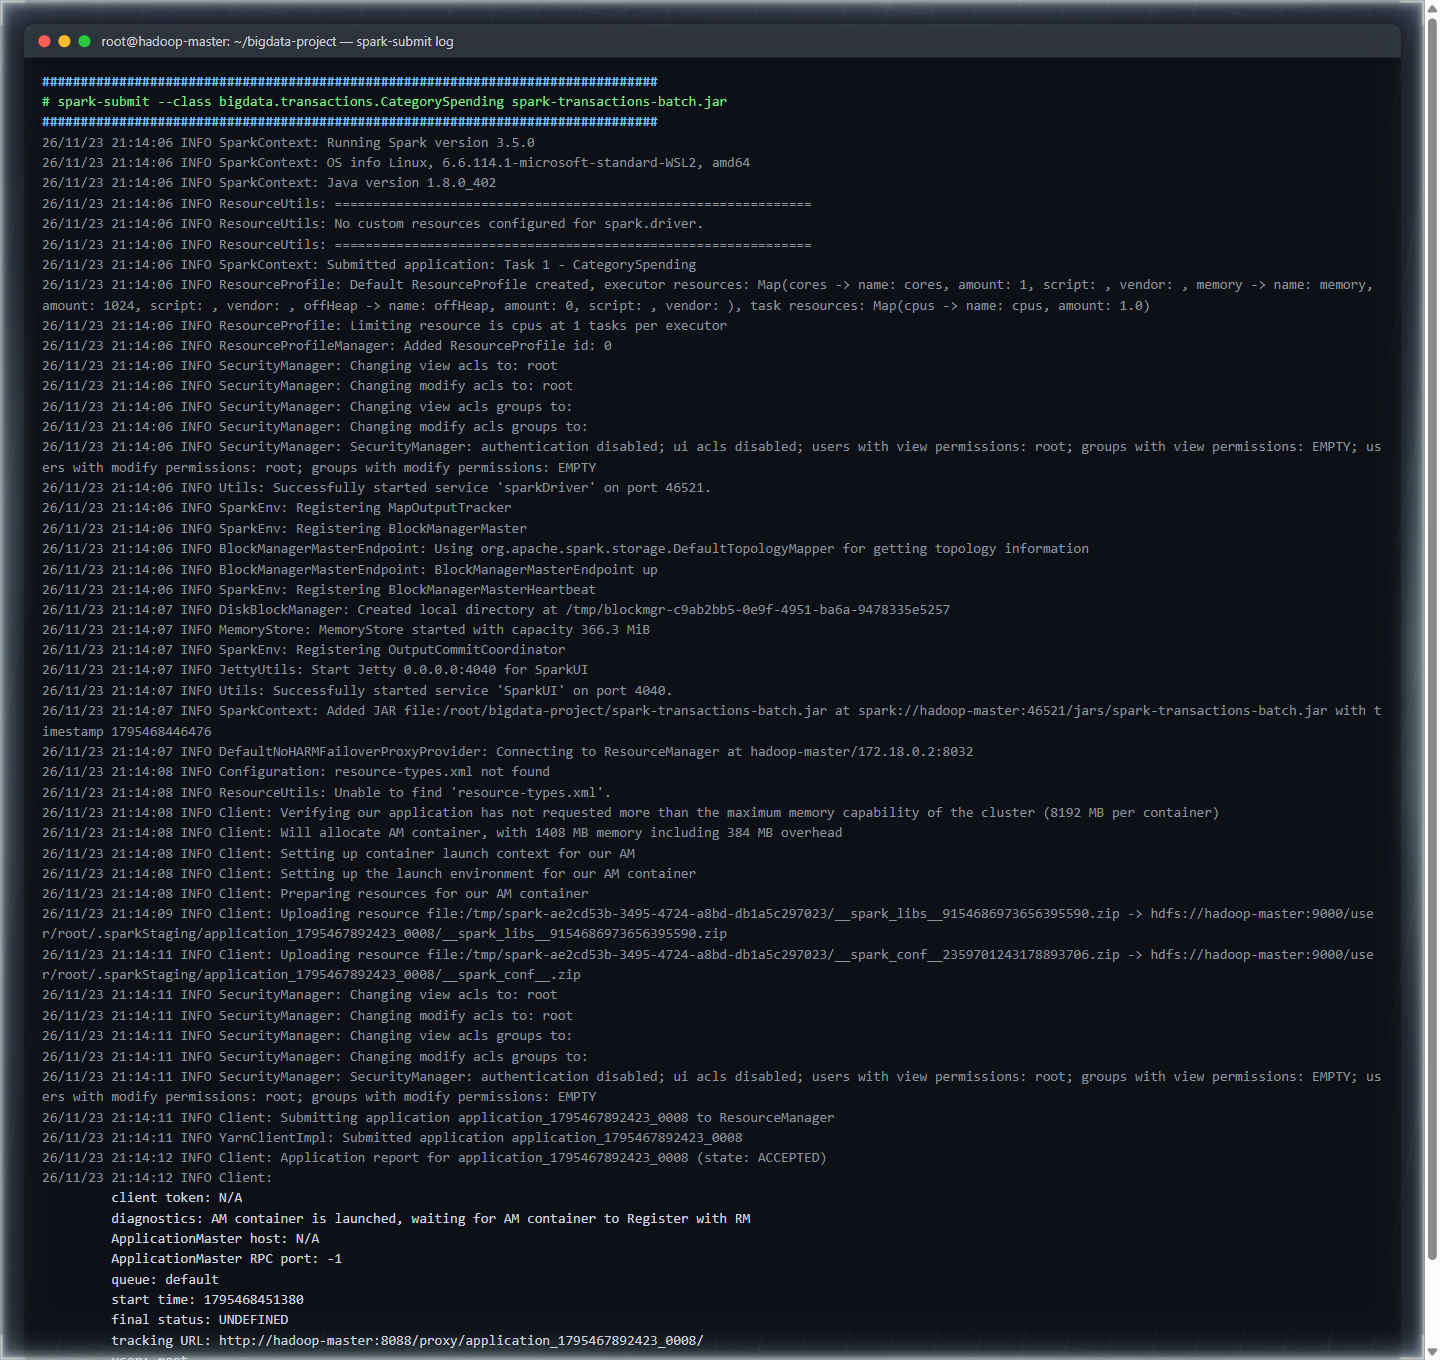 root@hadoop-master: ~/bigdata-project — spark-submit log
################################################################################
# spark-submit --class bigdata.transactions.CategorySpending spark-transactions-batch.jar
################################################################################
26/11/23 21:14:06 INFO SparkContext: Running Spark version 3.5.0
26/11/23 21:14:06 INFO SparkContext: OS info Linux, 6.6.114.1-microsoft-standard-WSL2, amd64
26/11/23 21:14:06 INFO SparkContext: Java version 1.8.0_402
26/11/23 21:14:06 INFO ResourceUtils: ==============================================================
26/11/23 21:14:06 INFO ResourceUtils: No custom resources configured for spark.driver.
26/11/23 21:14:06 INFO ResourceUtils: ==============================================================
26/11/23 21:14:06 INFO SparkContext: Submitted application: Task 1 - CategorySpending
26/11/23 21:14:06 INFO ResourceProfile: Default ResourceProfile created, executor resources: Map(cores -> name: cores, amount: 1, script: , vendor: , memory -> name: memory,
amount: 1024, script: , vendor: , offHeap -> name: offHeap, amount: 0, script: , vendor: ), task resources: Map(cpus -> name: cpus, amount: 1.0)
26/11/23 21:14:06 INFO ResourceProfile: Limiting resource is cpus at 1 tasks per executor
26/11/23 21:14:06 INFO ResourceProfileManager: Added ResourceProfile id: 0
26/11/23 21:14:06 INFO SecurityManager: Changing view acls to: root
26/11/23 21:14:06 INFO SecurityManager: Changing modify acls to: root
26/11/23 21:14:06 INFO SecurityManager: Changing view acls groups to:
26/11/23 21:14:06 INFO SecurityManager: Changing modify acls groups to:
26/11/23 21:14:06 INFO SecurityManager: SecurityManager: authentication disabled; ui acls disabled; users with view permissions: root; groups with view permissions: EMPTY; us
ers with modify permissions: root; groups with modify permissions: EMPTY
26/11/23 21:14:06 INFO Utils: Successfully started service 'sparkDriver' on port 46521.
26/11/23 21:14:06 INFO SparkEnv: Registering MapOutputTracker
26/11/23 21:14:06 INFO SparkEnv: Registering BlockManagerMaster
26/11/23 21:14:06 INFO BlockManagerMasterEndpoint: Using org.apache.spark.storage.DefaultTopologyMapper for getting topology information
26/11/23 21:14:06 INFO BlockManagerMasterEndpoint: BlockManagerMasterEndpoint up
26/11/23 21:14:06 INFO SparkEnv: Registering BlockManagerMasterHeartbeat
26/11/23 21:14:07 INFO DiskBlockManager: Created local directory at /tmp/blockmgr-c9ab2bb5-0e9f-4951-ba6a-9478335e5257
26/11/23 21:14:07 INFO MemoryStore: MemoryStore started with capacity 366.3 MiB
26/11/23 21:14:07 INFO SparkEnv: Registering OutputCommitCoordinator
26/11/23 21:14:07 INFO JettyUtils: Start Jetty 0.0.0.0:4040 for SparkUI
26/11/23 21:14:07 INFO Utils: Successfully started service 'SparkUI' on port 4040.
26/11/23 21:14:07 INFO SparkContext: Added JAR file:/root/bigdata-project/spark-transactions-batch.jar at spark://hadoop-master:46521/jars/spark-transactions-batch.jar with t
imestamp 1795468446476
26/11/23 21:14:07 INFO DefaultNoHARMFailoverProxyProvider: Connecting to ResourceManager at hadoop-master/172.18.0.2:8032
26/11/23 21:14:08 INFO Configuration: resource-types.xml not found
26/11/23 21:14:08 INFO ResourceUtils: Unable to find 'resource-types.xml'.
26/11/23 21:14:08 INFO Client: Verifying our application has not requested more than the maximum memory capability of the cluster (8192 MB per container)
26/11/23 21:14:08 INFO Client: Will allocate AM container, with 1408 MB memory including 384 MB overhead
26/11/23 21:14:08 INFO Client: Setting up container launch context for our AM
26/11/23 21:14:08 INFO Client: Setting up the launch environment for our AM container
26/11/23 21:14:08 INFO Client: Preparing resources for our AM container
26/11/23 21:14:09 INFO Client: Uploading resource file:/tmp/spark-ae2cd53b-3495-4724-a8bd-db1a5c297023/__spark_libs__9154686973656395590.zip -> hdfs://hadoop-master:9000/use
r/root/.sparkStaging/application_1795467892423_0008/__spark_libs__9154686973656395590.zip
26/11/23 21:14:11 INFO Client: Uploading resource file:/tmp/spark-ae2cd53b-3495-4724-a8bd-db1a5c297023/__spark_conf__2359701243178893706.zip -> hdfs://hadoop-master:9000/use
r/root/.sparkStaging/application_1795467892423_0008/__spark_conf__.zip
26/11/23 21:14:11 INFO SecurityManager: Changing view acls to: root
26/11/23 21:14:11 INFO SecurityManager: Changing modify acls to: root
26/11/23 21:14:11 INFO SecurityManager: Changing view acls groups to:
26/11/23 21:14:11 INFO SecurityManager: Changing modify acls groups to:
26/11/23 21:14:11 INFO SecurityManager: SecurityManager: authentication disabled; ui acls disabled; users with view permissions: root; groups with view permissions: EMPTY; us
ers with modify permissions: root; groups with modify permissions: EMPTY
26/11/23 21:14:11 INFO Client: Submitting application application_1795467892423_0008 to ResourceManager
26/11/23 21:14:11 INFO YarnClientImpl: Submitted application application_1795467892423_0008
26/11/23 21:14:12 INFO Client: Application report for application_1795467892423_0008 (state: ACCEPTED)
26/11/23 21:14:12 INFO Client:
client token: N/A
diagnostics: AM container is launched, waiting for AM container to Register with RM
ApplicationMaster host: N/A
ApplicationMaster RPC port: -1
queue: default
start time: 1795468451380
final status: UNDEFINED
tracking URL: http://hadoop-master:8088/proxy/application_1795467892423_0008/